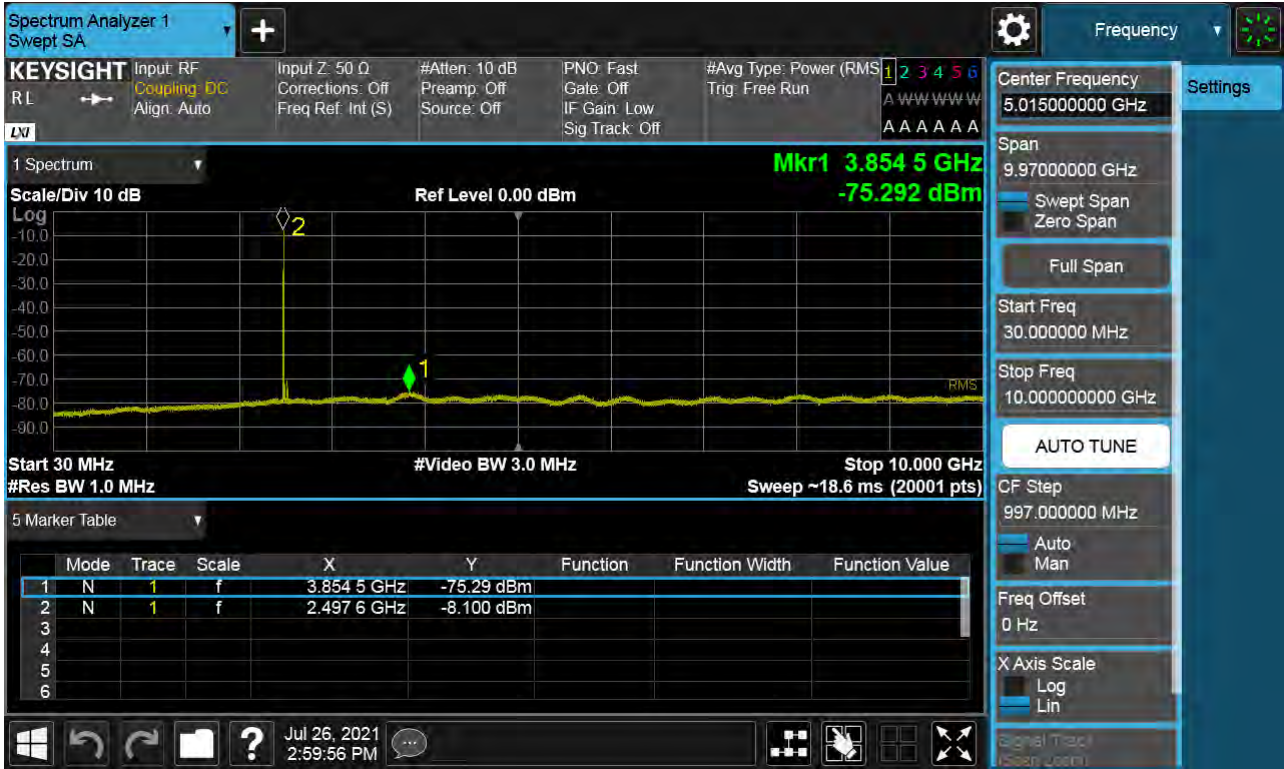 Spectrum Analyzer 1
Swept SA
+
Frequency
KEYSIGHT
R L
LXI
Input: RF
Coupling: DC
Align: Auto
Input Z: 50 Ω
Corrections: Off
Freq Ref: Int (S)
#Atten: 10 dB
Preamp: Off
Source: Off
PNO: Fast
Gate: Off
IF Gain: Low
Sig Track: Off
#Avg Type: Power (RMS
Trig: Free Run
1 2 3 4 5 6
A W W W W W
A A A A A A
1 Spectrum
Mkr1 3.854 5 GHz
Scale/Div 10 dB
Ref Level 0.00 dBm
-75.292 dBm
Log
-10.0
-20.0
-30.0
-40.0
-50.0
-60.0
-70.0
-80.0
-90.0
2
1
RMS
Start 30 MHz
#Video BW 3.0 MHz
Stop 10.000 GHz
#Res BW 1.0 MHz
Sweep ~18.6 ms (20001 pts)
5 Marker Table
Mode Trace Scale X Y Function Function Width Function Value
1 N 1 f 3.854 5 GHz -75.29 dBm
2 N 1 f 2.497 6 GHz -8.100 dBm
3
4
5
6
?
Jul 26, 2021
2:59:56 PM
Center Frequency
5.015000000 GHz
Settings
Span
9.97000000 GHz
Swept Span
Zero Span
Full Span
Start Freq
30.000000 MHz
Stop Freq
10.000000000 GHz
AUTO TUNE
CF Step
997.000000 MHz
Auto
Man
Freq Offset
0 Hz
X Axis Scale
Log
Lin
Signal Track
(Span Zoom)